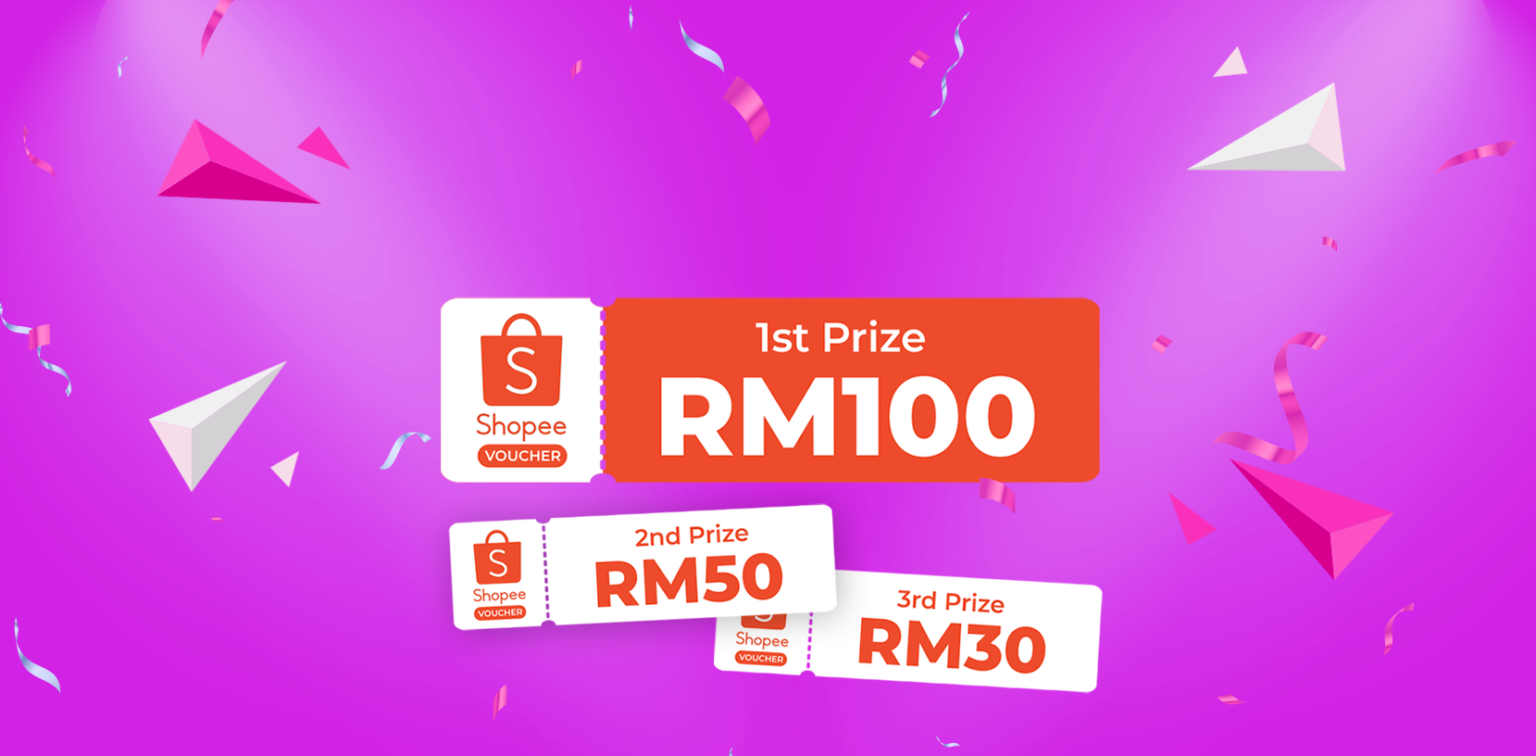 1st Prize
RM100
S
Shopee
VOUCHER
2nd Prize
RM50
S
Shopee
VOUCHER
3rd Prize
RM30
S
Shopee
VOUCHER